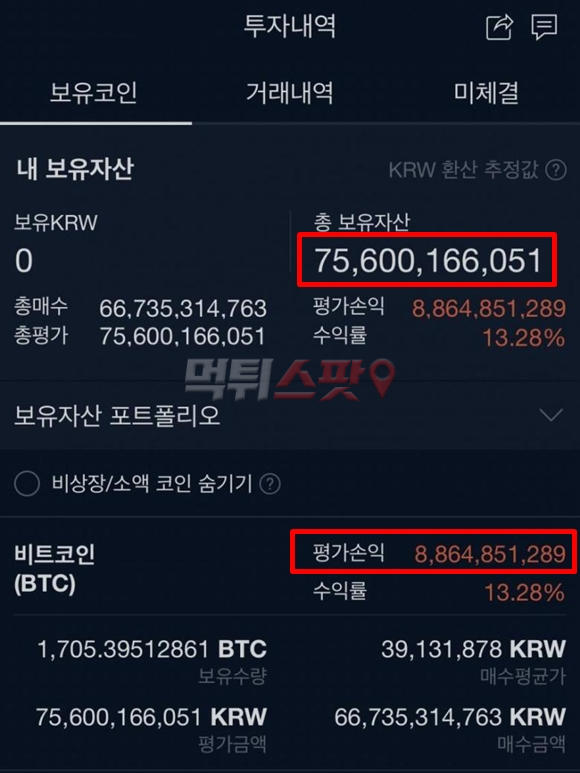 투자내역
보유코인 거래내역 미체결
내 보유자산 KRW 환산 추정값 ?
보유KRW 총 보유자산
0 75,600,166,051
총매수 66,735,314,763 평가손익 8,864,851,289
총평가 75,600,166,051 수익률 13.28%
먹튀스팟
보유자산 포트폴리오
비상장/소액 코인 숨기기 ?
비트코인 평가손익 8,864,851,289
(BTC) 수익률 13.28%
1,705.39512861 BTC 39,131,878 KRW
보유수량 매수평균가
75,600,166,051 KRW 66,735,314,763 KRW
평가금액 매수금액